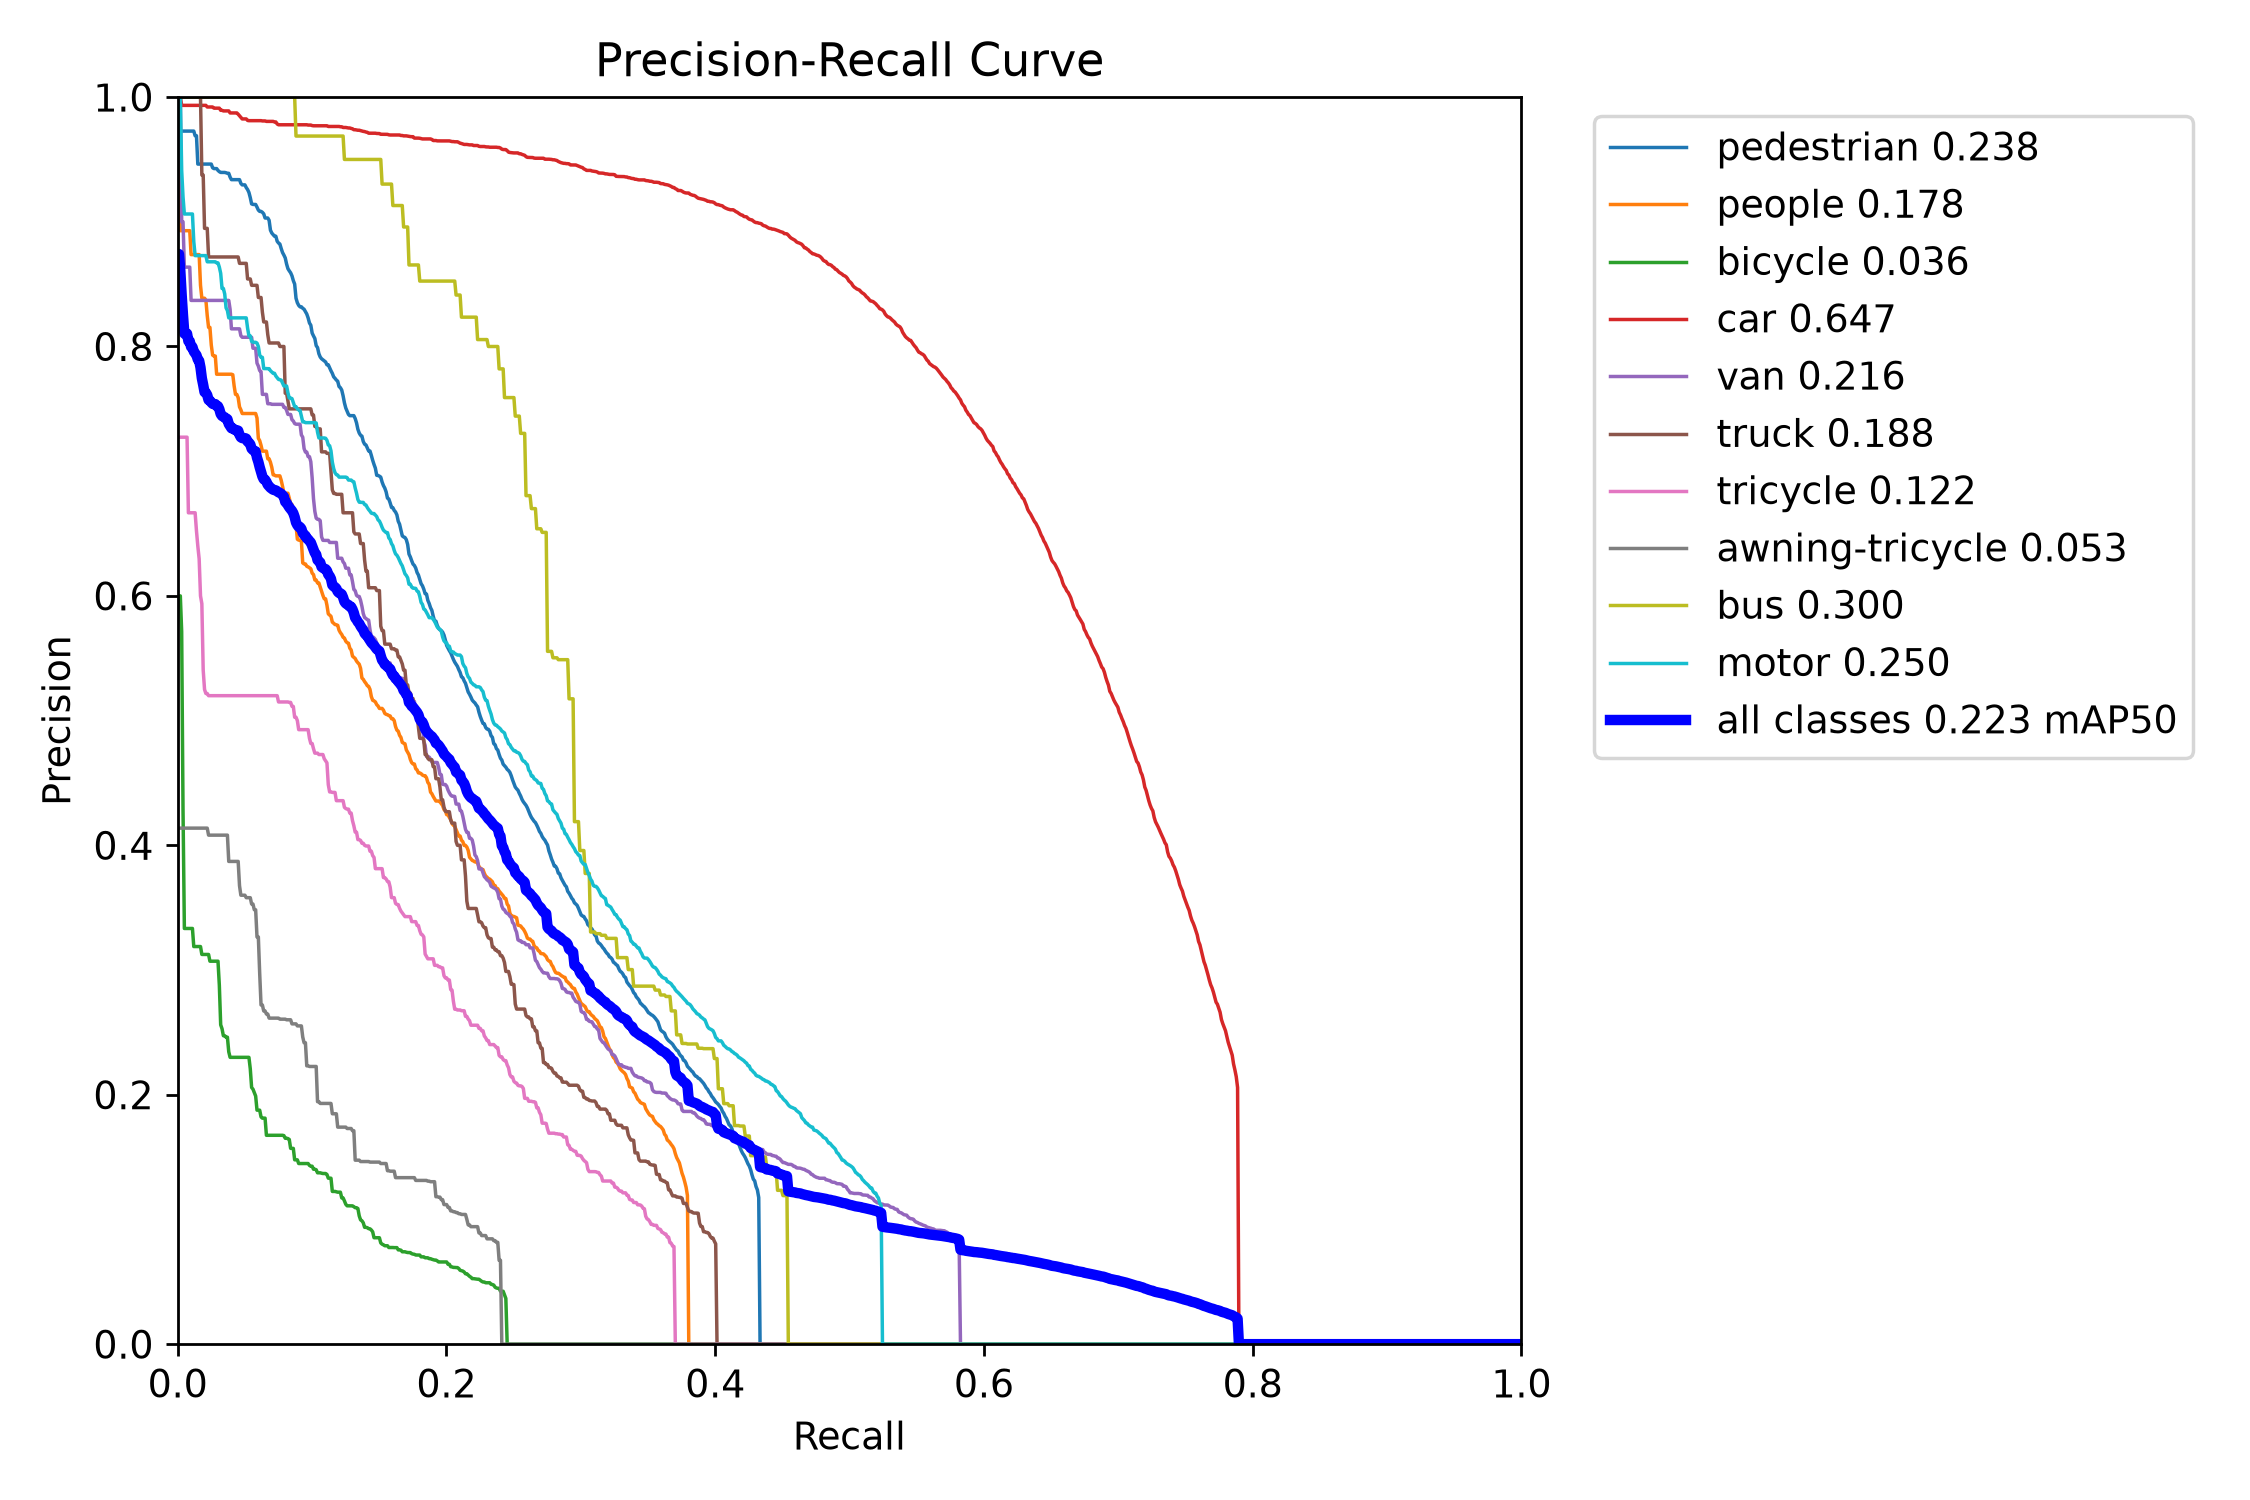 Precision-Recall Curve
1.0
0.8
0.6
0.4
0.2
0.0
Precision
0.0 0.2 0.4 0.6 0.8 1.0
Recall
pedestrian 0.238
people 0.178
bicycle 0.036
car 0.647
van 0.216
truck 0.188
tricycle 0.122
awning-tricycle 0.053
bus 0.300
motor 0.250
all classes 0.223 mAP50